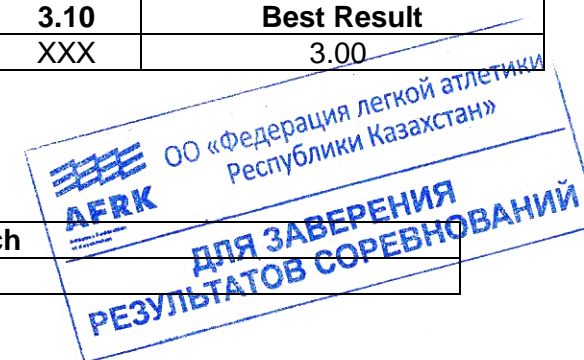 3.10 Best Result
XXX 3.00
ОО «Федерация легкой атлетики
Республики Казахстан»
AFRK
ch
ДЛЯ ЗАВЕРЕНИЯ
РЕЗУЛЬТАТОВ СОРЕВНОВАНИЙ